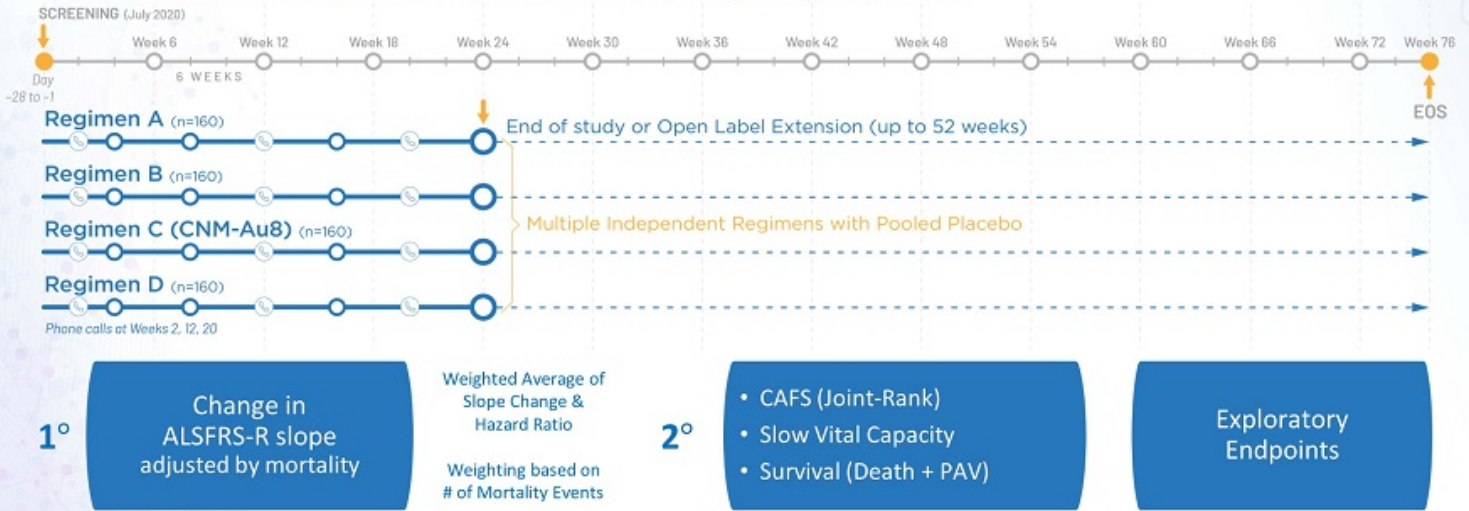 SCREENING (July 2020)
Week 6
Week 12
Week 18
Week 24
Week 30
Week 36
Week 42
Week 48
Week 54
Week 60
Week 66
Week 72
Week 76
Day
-28 to -1
6 WEEKS
EOS
Regimen A (n=160)
End of study or Open Label Extension (up to 52 weeks)
Regimen B (n=160)
Multiple Independent Regimens with Pooled Placebo
Regimen C (CNM-Au8) (n=160)
Regimen D (n=160)
Phone calls at Weeks 2, 12, 20
1°
Change in
ALSFRS-R slope
adjusted by mortality
Weighted Average of
Slope Change &
Hazard Ratio
Weighting based on
# of Mortality Events
2°
• CAFS (Joint-Rank)
• Slow Vital Capacity
• Survival (Death + PAV)
Exploratory
Endpoints